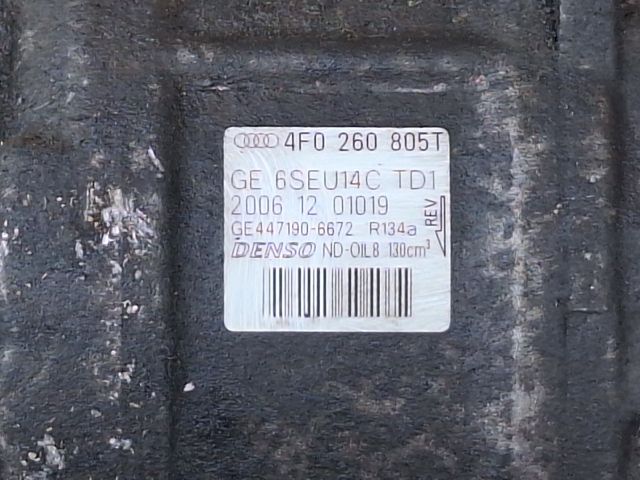 4F0 260 805T
GE 6SEU14C TD1
2006 12 01019
GE447190-6672 R134a
REV
DENSO ND-OIL8 130cm³